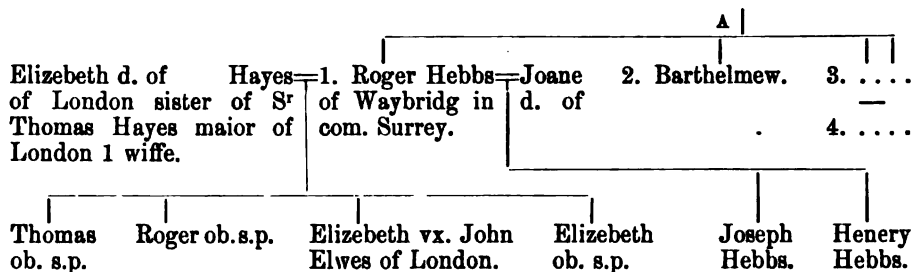 A
Elizebeth d. of Hayes=1. Roger Hebbs=Joane 2. Barthelmew. 3. . . . .
of London sister of Sr of Waybridg in d. of —
Thomas Hayes maior of com. Surrey. 4. . . . . .
London 1 wiffe.
Thomas Roger ob. s.p. Elizebeth vx. John Elizebeth Joseph Henery
ob. s.p. Elwes of London. ob. s.p. Hebbs. Hebbs.